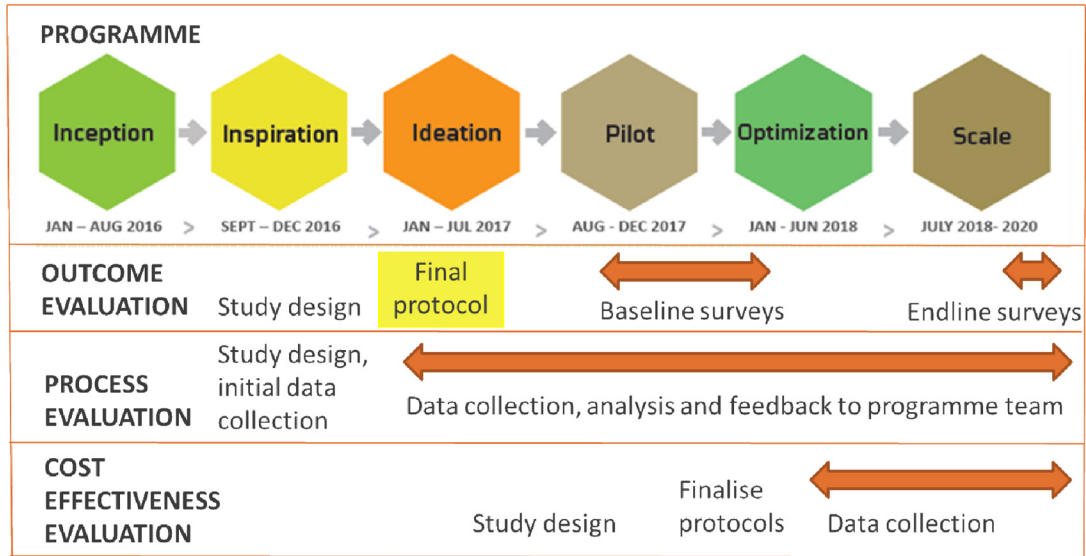 PROGRAMME
Inception
Inspiration
Ideation
Pilot
Optimization
Scale
JAN – AUG 2016 > SEPT – DEC 2016 > JAN – JUL 2017 > AUG - DEC 2017 > JAN - JUN 2018 > JULY 2018- 2020
OUTCOME
EVALUATION
Study design
Final
protocol
Baseline surveys
Endline surveys
PROCESS
EVALUATION
Study design,
initial data
collection
Data collection, analysis and feedback to programme team
COST
EFFECTIVENESS
EVALUATION
Study design
Finalise
protocols
Data collection